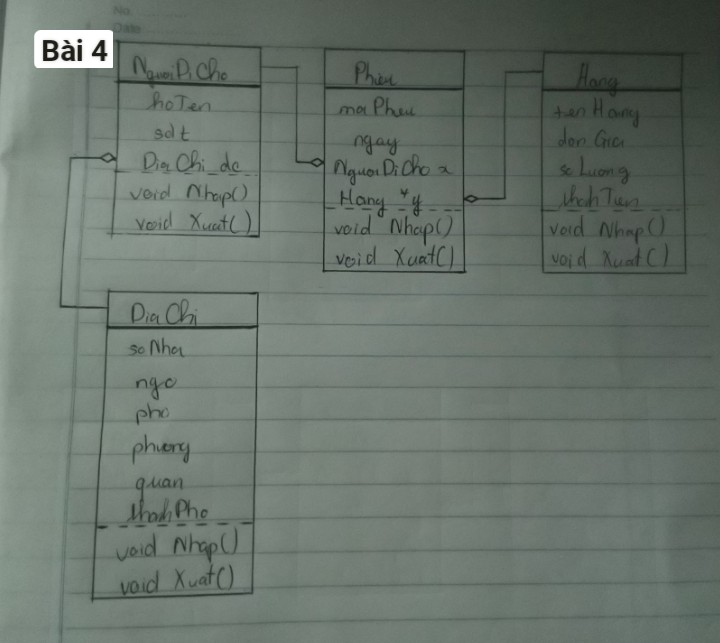 No.
Date
Bài 4
NguoiDiCho
hoTen
sdt
DiaChi dc
void Nhap()
void Xuat()
Phieu
maPhieu
ngay
NguoiDiCho x
Hang *y
void Nhap()
void Xuat()
Hang
tenHang
donGia
soLuong
thanhTien
void Nhap()
void Xuat()
DiaChi
soNha
ngo
pho
phuong
quan
thanhPho
void Nhap()
void Xuat()